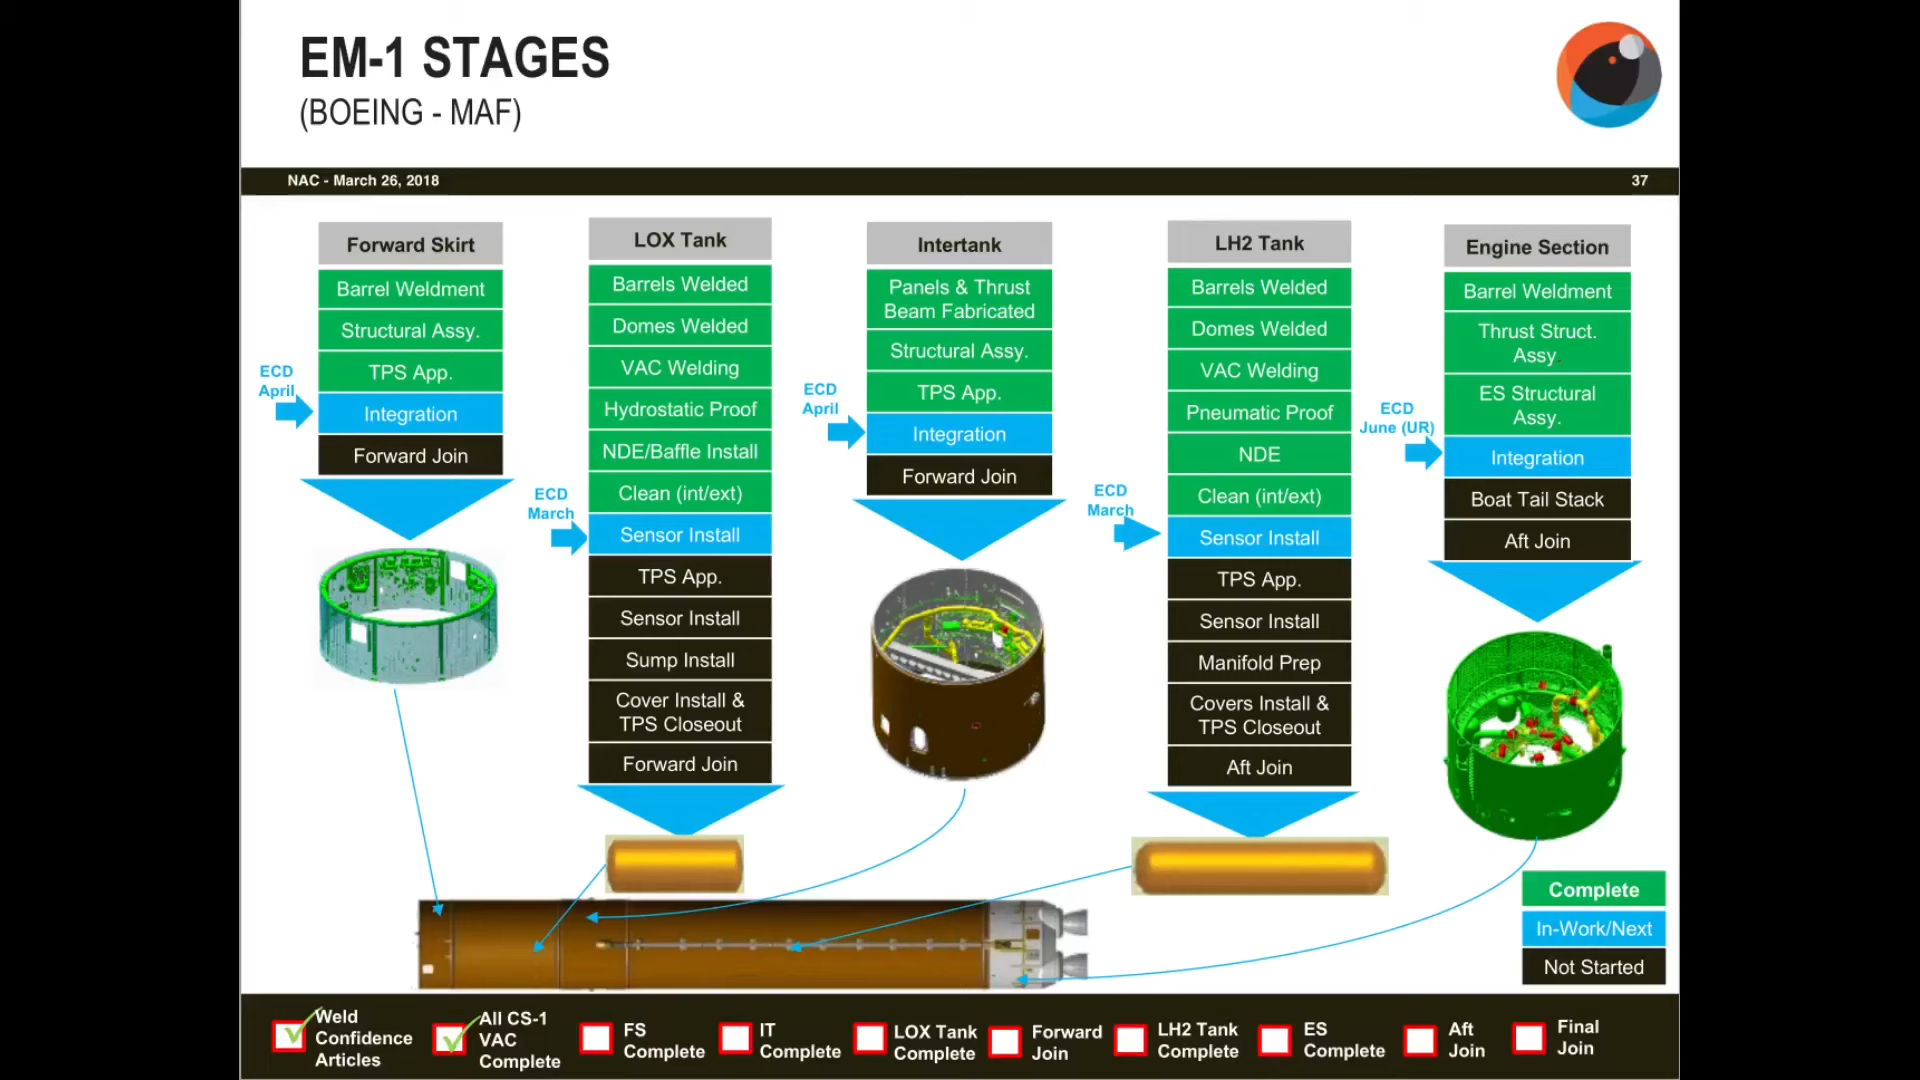 EM-1 STAGES
(BOEING - MAF)
NAC - March 26, 2018
37
Forward Skirt
Barrel Weldment
Structural Assy.
TPS App.
ECD
April
Integration
Forward Join
LOX Tank
Barrels Welded
Domes Welded
VAC Welding
Hydrostatic Proof
NDE/Baffle Install
Clean (int/ext)
ECD
March
Sensor Install
TPS App.
Sensor Install
Sump Install
Cover Install &
TPS Closeout
Forward Join
Intertank
Panels & Thrust
Beam Fabricated
Structural Assy.
TPS App.
ECD
April
Integration
Forward Join
LH2 Tank
Barrels Welded
Domes Welded
VAC Welding
Pneumatic Proof
NDE
Clean (int/ext)
ECD
March
Sensor Install
TPS App.
Sensor Install
Manifold Prep
Covers Install &
TPS Closeout
Aft Join
Engine Section
Barrel Weldment
Thrust Struct.
Assy.
ES Structural
Assy.
ECD
June (UR)
Integration
Boat Tail Stack
Aft Join
Complete
In-Work/Next
Not Started
Weld
Confidence
Articles
All CS-1
VAC
Complete
FS
Complete
IT
Complete
LOX Tank
Complete
Forward
Join
LH2 Tank
Complete
ES
Complete
Aft
Join
Final
Join